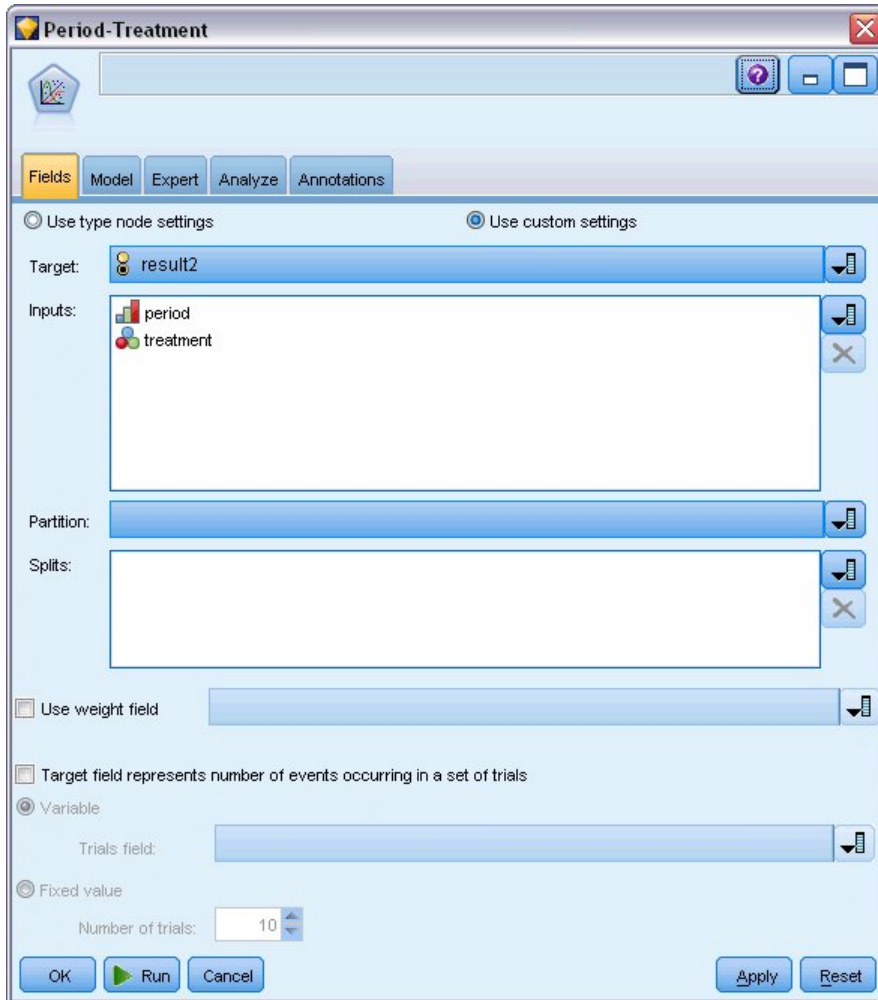 Period-Treatment
Fields Model Expert Analyze Annotations
Use type node settings Use custom settings
Target: result2
Inputs: period
treatment
Partition:
Splits:
Use weight field
Target field represents number of events occurring in a set of trials
Variable
Trials field:
Fixed value
Number of trials: 10
OK Run Cancel Apply Reset